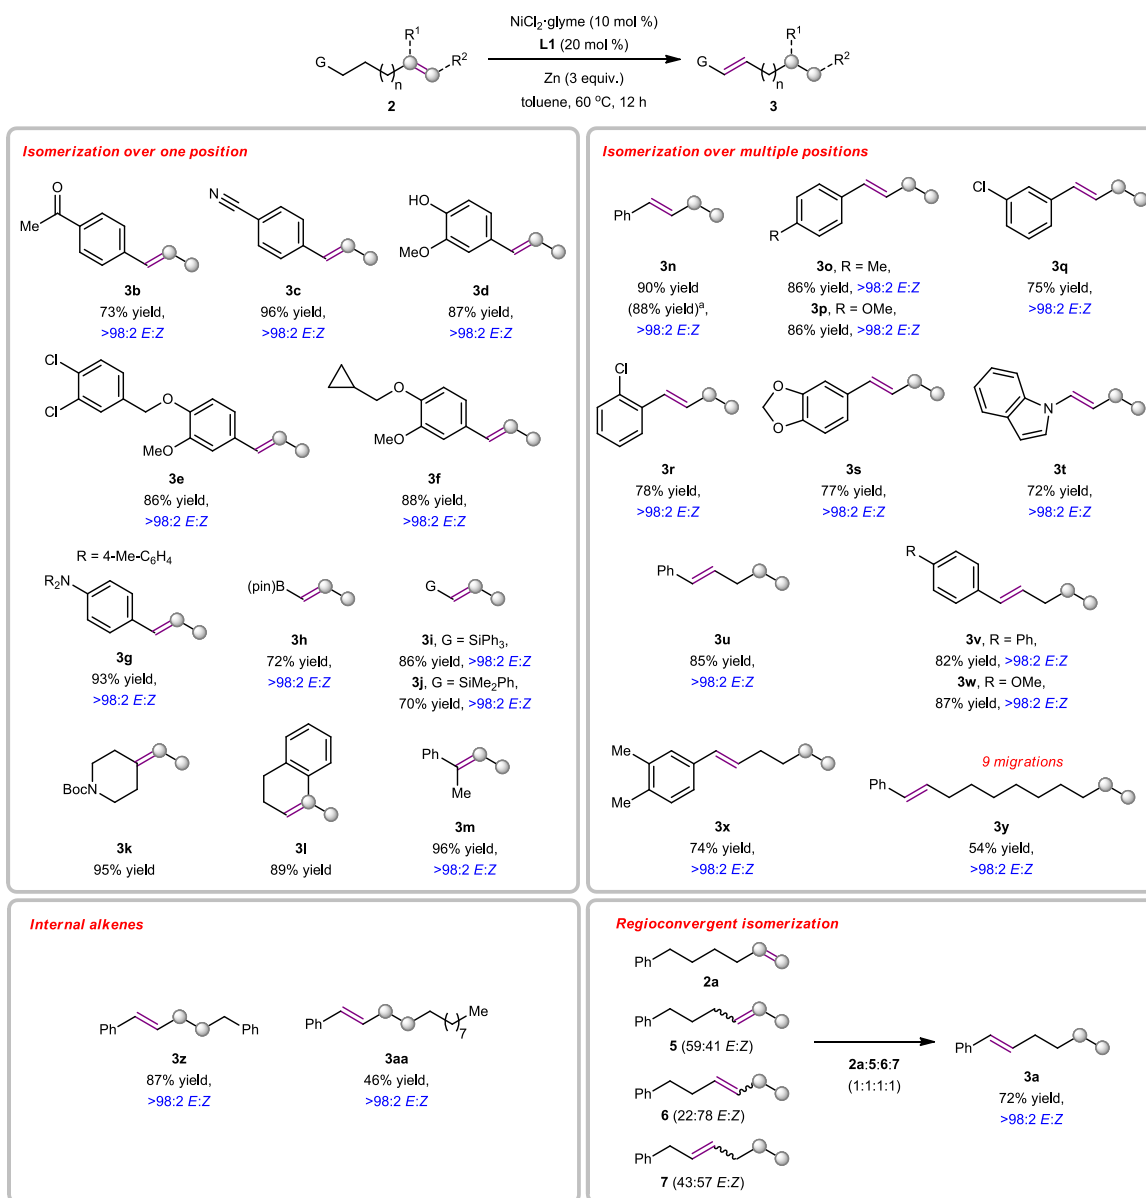 NiCl2·glyme (10 mol %)
L1 (20 mol %)
Zn (3 equiv.)
toluene, 60 °C, 12 h
G
n
R1
R2
2
G
n
R1
R2
3
Isomerization over one position
O
Me
3b
73% yield,
>98:2 E:Z
N
3c
96% yield,
>98:2 E:Z
HO
MeO
3d
87% yield,
>98:2 E:Z
Cl
Cl
O
MeO
3e
86% yield,
>98:2 E:Z
O
MeO
3f
88% yield,
>98:2 E:Z
R = 4-Me-C6H4
R2N
3g
93% yield,
>98:2 E:Z
(pin)B
3h
72% yield,
>98:2 E:Z
G
3i, G = SiPh3,
86% yield, >98:2 E:Z
3j, G = SiMe2Ph,
70% yield, >98:2 E:Z
BocN
3k
95% yield
3l
89% yield
Ph
Me
3m
96% yield,
>98:2 E:Z
Isomerization over multiple positions
Ph
3n
90% yield
(88% yield)a,
>98:2 E:Z
R
3o, R = Me,
86% yield, >98:2 E:Z
3p, R = OMe,
86% yield, >98:2 E:Z
Cl
3q
75% yield,
>98:2 E:Z
Cl
3r
78% yield,
>98:2 E:Z
O
O
3s
77% yield,
>98:2 E:Z
N
3t
72% yield,
>98:2 E:Z
Ph
3u
85% yield,
>98:2 E:Z
R
3v, R = Ph,
82% yield, >98:2 E:Z
3w, R = OMe,
87% yield, >98:2 E:Z
Me
Me
3x
74% yield,
>98:2 E:Z
9 migrations
Ph
3y
54% yield,
>98:2 E:Z
Internal alkenes
Ph
Ph
3z
87% yield,
>98:2 E:Z
Ph
Me
7
3aa
46% yield,
>98:2 E:Z
Regioconvergent isomerization
Ph
2a
Ph
5 (59:41 E:Z)
Ph
6 (22:78 E:Z)
Ph
7 (43:57 E:Z)
2a:5:6:7
(1:1:1:1)
Ph
3a
72% yield,
>98:2 E:Z